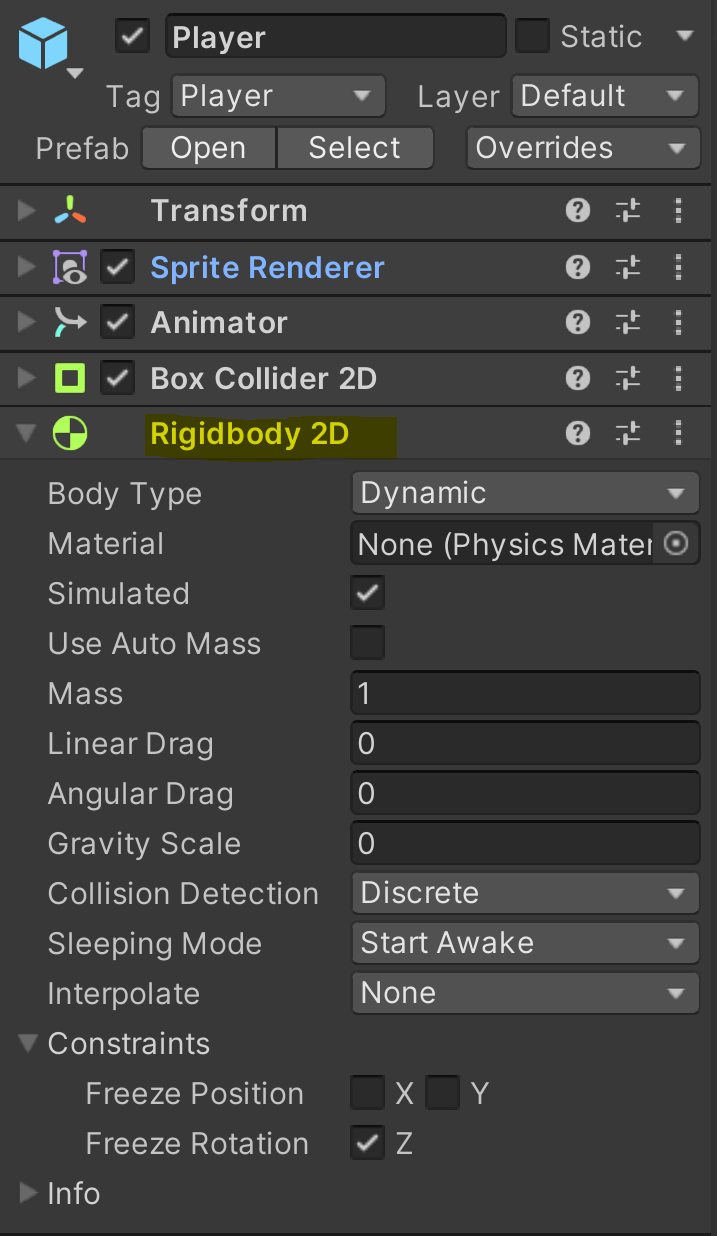 Player Static
Tag Player Layer Default
Prefab Open Select Overrides
Transform
Sprite Renderer
Animator
Box Collider 2D
Rigidbody 2D
Body Type Dynamic
Material None (Physics Mater
Simulated
Use Auto Mass
Mass 1
Linear Drag 0
Angular Drag 0
Gravity Scale 0
Collision Detection Discrete
Sleeping Mode Start Awake
Interpolate None
Constraints
Freeze Position X Y
Freeze Rotation Z
Info